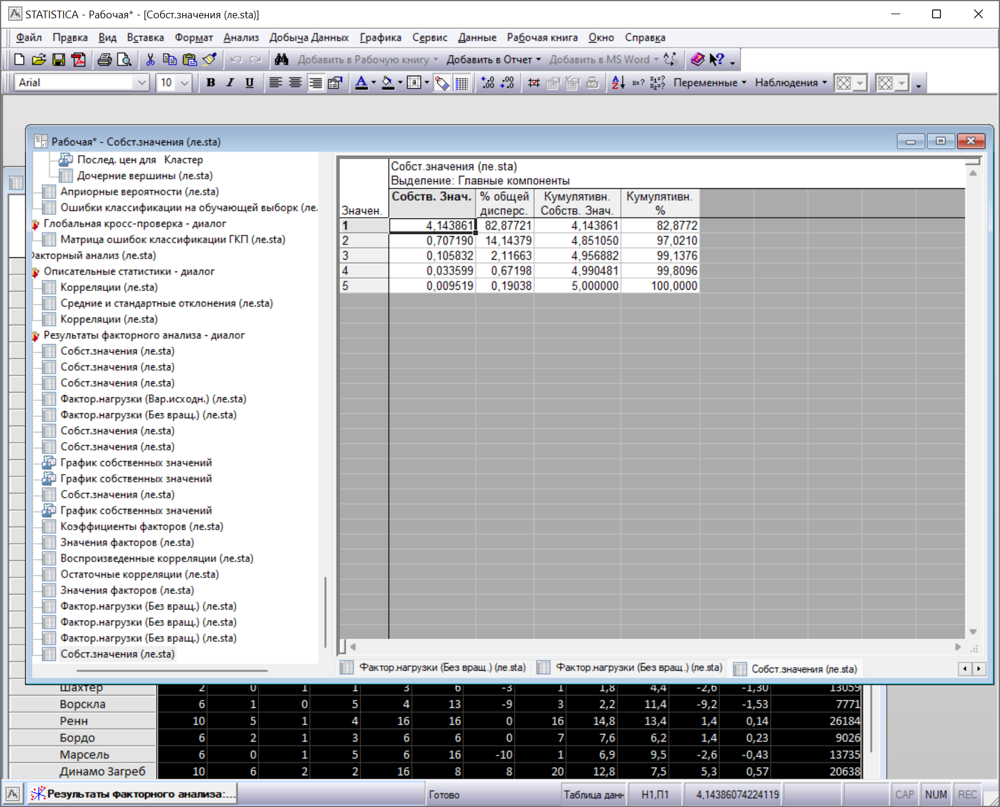 STATISTICA - Рабочая* - [Собст.значения (ле.sta)]
Файл Правка Вид Вставка Формат Анализ Добыча Данных Графика Сервис Данные Рабочая книга Окно Справка
Добавить в Рабочую книгу Добавить в Отчет Добавить в MS Word
Arial 10 B I U Переменные Наблюдения
Рабочая* - Собст.значения (ле.sta)
Послед. цен для Кластер
Дочерние вершины (ле.sta)
Априорные вероятности (ле.sta)
Ошибки классификации на обучающей выборк (ле.
Глобальная кросс-проверка - диалог
Матрица ошибок классификации ГКП (ле.sta)
Факторный анализ (ле.sta)
Описательные статистики - диалог
Корреляции (ле.sta)
Средние и стандартные отклонения (ле.sta)
Корреляции (ле.sta)
Результаты факторного анализа - диалог
Собст.значения (ле.sta)
Собст.значения (ле.sta)
Собст.значения (ле.sta)
Фактор.нагрузки (Вар.исходн.) (ле.sta)
Фактор.нагрузки (Без вращ.) (ле.sta)
Собст.значения (ле.sta)
Собст.значения (ле.sta)
График собственных значений
График собственных значений
Собст.значения (ле.sta)
График собственных значений
Коэффициенты факторов (ле.sta)
Значения факторов (ле.sta)
Воспроизведенные корреляции (ле.sta)
Остаточные корреляции (ле.sta)
Значения факторов (ле.sta)
Фактор.нагрузки (Без вращ.) (ле.sta)
Фактор.нагрузки (Без вращ.) (ле.sta)
Фактор.нагрузки (Без вращ.) (ле.sta)
Собст.значения (ле.sta)
Собст.значения (ле.sta)
Выделение: Главные компоненты
Собств. Знач. % общей Кумулятивн. Кумулятивн.
Значен. дисперс. Собств. Знач. %
1 4,143861 82,87721 4,143861 82,8772
2 0,707190 14,14379 4,851050 97,0210
3 0,105832 2,11663 4,956882 99,1376
4 0,033599 0,67198 4,990481 99,8096
5 0,009519 0,19038 5,000000 100,0000
Фактор.нагрузки (Без вращ.) (ле.sta) Фактор.нагрузки (Без вращ.) (ле.sta) Собст.значения (ле.sta)
Шахтер 2 0 1 1 3 6 -3 1 1,8 4,4 -2,6 -1,30 13059
Ворскла 6 1 0 5 4 13 -9 3 2,2 11,4 -9,2 -1,53 7771
Ренн 10 5 1 4 16 16 0 16 14,8 13,4 1,4 0,14 26184
Бордо 6 2 1 3 6 6 0 7 7,6 6,2 1,4 0,23 9026
Марсель 6 0 1 5 6 16 -10 1 6,9 9,5 -2,6 -0,43 13735
Динамо Загреб 10 6 2 2 16 8 8 20 12,8 7,5 5,3 0,57 20638
Результаты факторного анализа:... Готово Таблица данн Н1,П1 4,14386074224119 CAP NUM REC